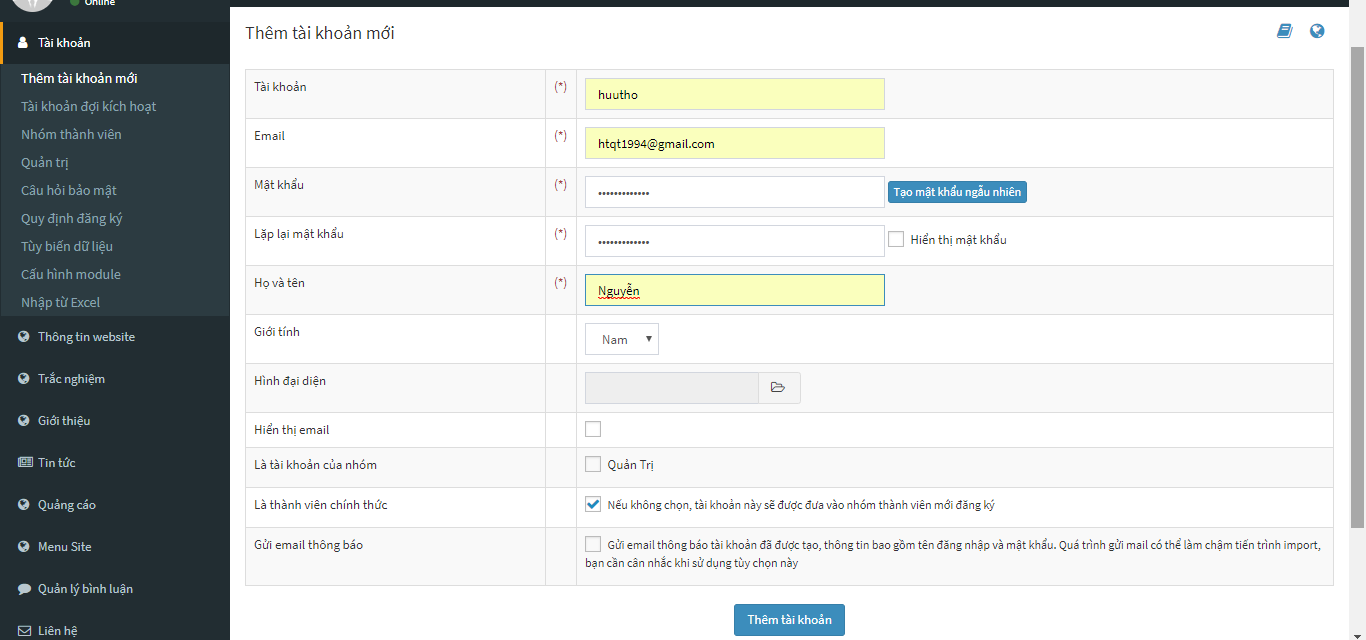 Online
Tài khoản
Thêm tài khoản mới
Tài khoản đợi kích hoạt
Nhóm thành viên
Quản trị
Câu hỏi bảo mật
Quy định đăng ký
Tùy biến dữ liệu
Cấu hình module
Nhập từ Excel
Thông tin website
Trắc nghiệm
Giới thiệu
Tin tức
Quảng cáo
Menu Site
Quản lý bình luận
Liên hệ
Thêm tài khoản mới
Tài khoản (*) huutho
Email (*) htqt1994@gmail.com
Mật khẩu (*) ••••••••••••• Tạo mật khẩu ngẫu nhiên
Lặp lại mật khẩu (*) ••••••••••••• Hiển thị mật khẩu
Họ và tên (*) Nguyễn
Giới tính Nam
Hình đại diện
Hiển thị email
Là tài khoản của nhóm Quản Trị
Là thành viên chính thức Nếu không chọn, tài khoản này sẽ được đưa vào nhóm thành viên mới đăng ký
Gửi email thông báo Gửi email thông báo tài khoản đã được tạo, thông tin bao gồm tên đăng nhập và mật khẩu. Quá trình gửi mail có thể làm chậm tiến trình import,
bạn cần cân nhắc khi sử dụng tùy chọn này
Thêm tài khoản